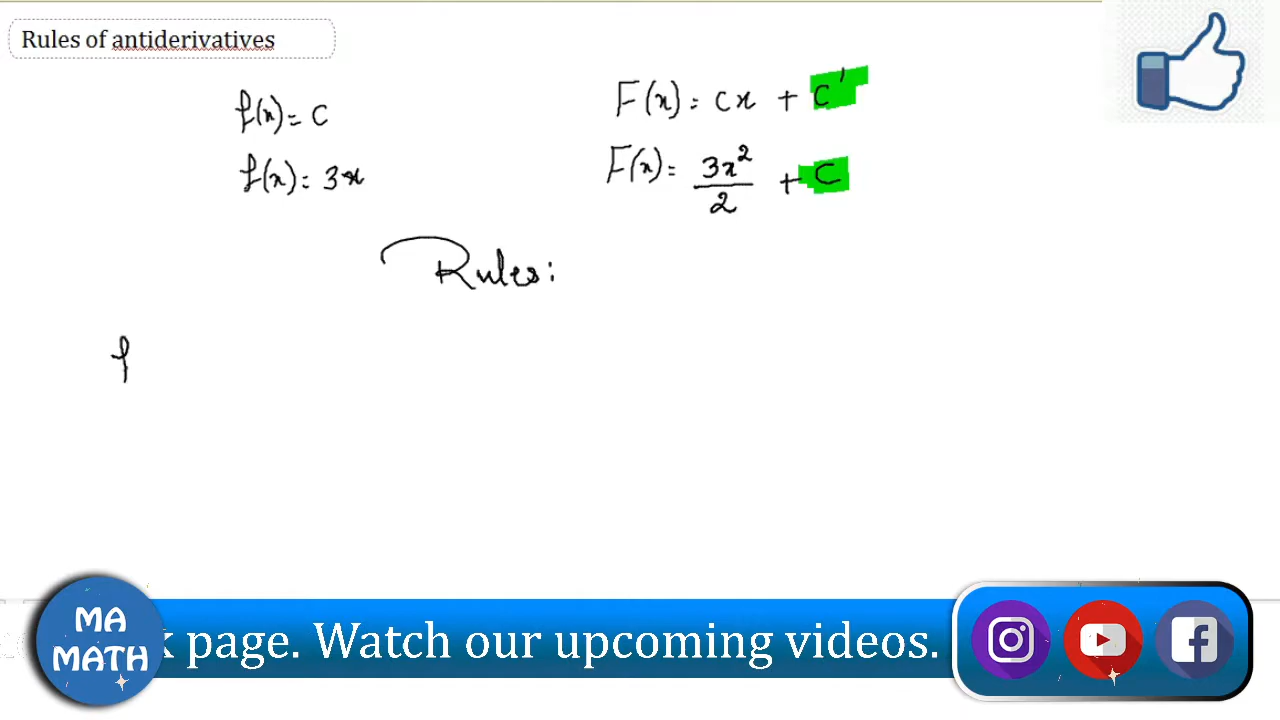 Rules of antiderivatives
f(x) = C
F(x) = cx + C'
f(x) = 3x
F(x) = 3x²/2 + C
Rules:
f
MA
MATH
k page. Watch our upcoming videos.